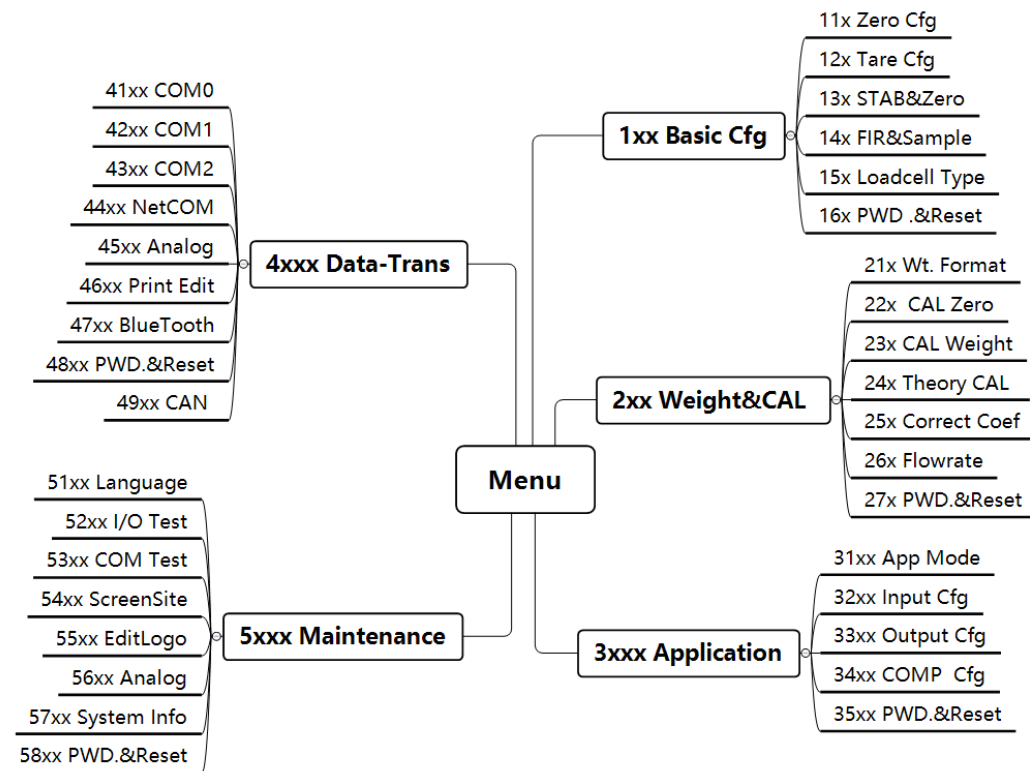 Menu
1xx Basic Cfg
11x Zero Cfg
12x Tare Cfg
13x STAB&Zero
14x FIR&Sample
15x Loadcell Type
16x PWD .&Reset
2xx Weight&CAL
21x Wt. Format
22x  CAL Zero
23x CAL Weight
24x Theory CAL
25x Correct Coef
26x Flowrate
27x PWD.&Reset
3xxx Application
31xx App Mode
32xx Input Cfg
33xx Output Cfg
34xx COMP  Cfg
35xx PWD.&Reset
4xxx Data-Trans
41xx COM0
42xx COM1
43xx COM2
44xx NetCOM
45xx Analog
46xx Print Edit
47xx BlueTooth
48xx PWD.&Reset
49xx CAN
5xxx Maintenance
51xx Language
52xx I/O Test
53xx COM Test
54xx ScreenSite
55xx EditLogo
56xx Analog
57xx System Info
58xx PWD.&Reset